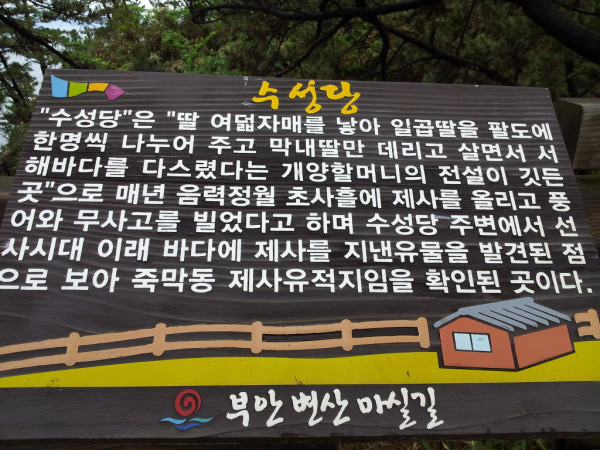 수성당
"수성당"은 "딸 여덟자매를 낳아 일곱딸을 팔도에
한명씩 나누어 주고 막내딸만 데리고 살면서 서
해바다를 다스렸다는 개양할머니의 전설이 깃든
곳"으로 매년 음력정월 초사흘에 제사를 올리고 풍
어와 무사고를 빌었다고 하며 수성당 주변에서 선
사시대 이래 바다에 제사를 지낸유물을 발견된 점
으로 보아 죽막동 제사유적지임을 확인된 곳이다.
부안 변산 마실길